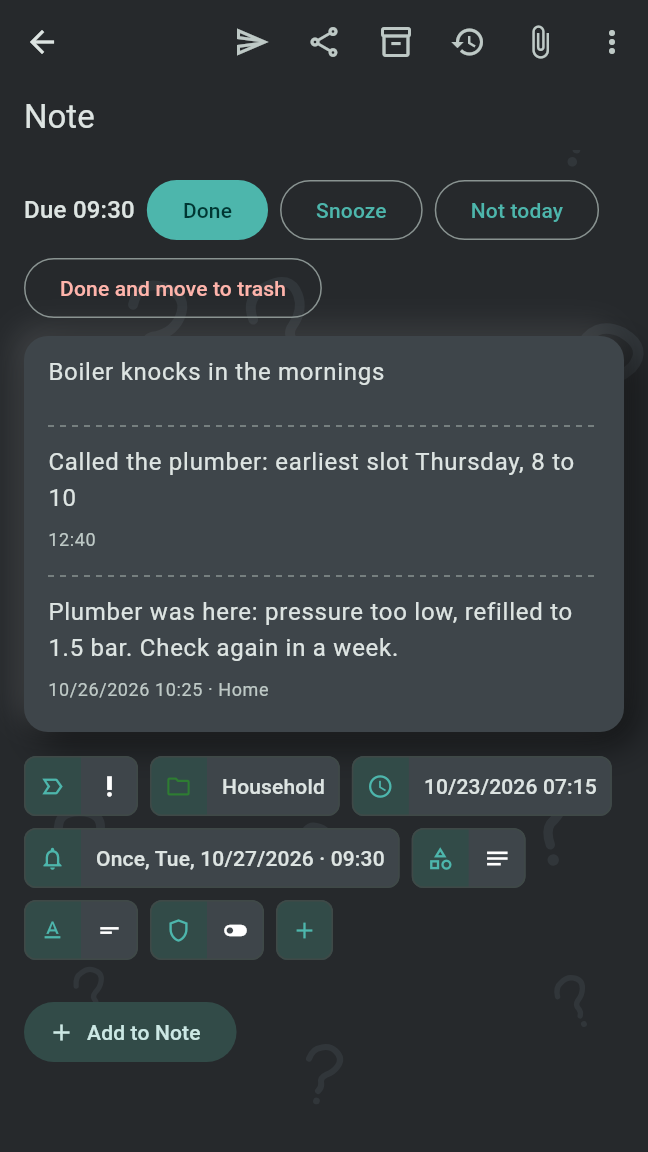 Note
Due 09:30
Done
Snooze
Not today
Done and move to trash
Boiler knocks in the mornings
Called the plumber: earliest slot Thursday, 8 to
10
12:40
Plumber was here: pressure too low, refilled to
1.5 bar. Check again in a week.
10/26/2026 10:25 · Home
Household
10/23/2026 07:15
Once, Tue, 10/27/2026 · 09:30
Add to Note